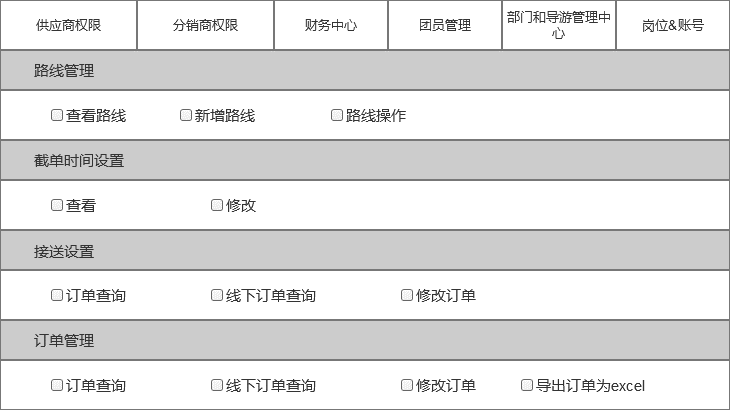 供应商权限 分销商权限 财务中心 团员管理 部门和导游管理中心 岗位&账号
路线管理
查看路线 新增路线 路线操作
截单时间设置
查看 修改
接送设置
订单查询 线下订单查询 修改订单
订单管理
订单查询 线下订单查询 修改订单 导出订单为excel